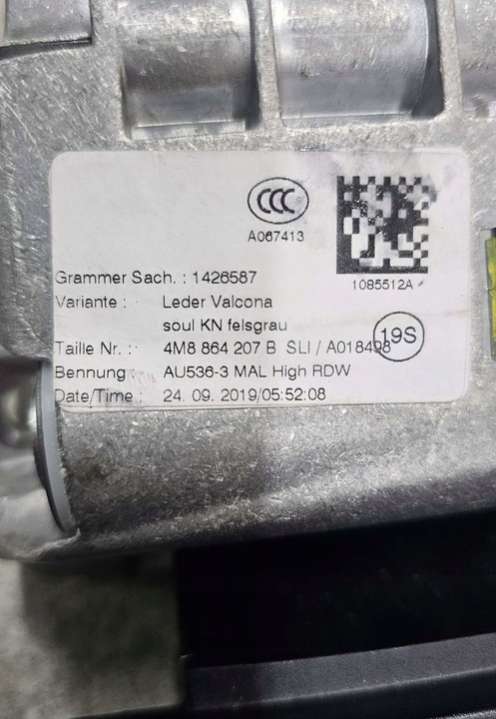 CCC
A067413
1085512A
Grammer Sach. : 1426587
Variante : Leder Valcona
soul KN felsgrau
Taille Nr. : 4M8 864 207 B SLI / A018498
19S
Bennung : AU536-3 MAL High RDW
Date/Time : 24. 09. 2019/05:52:08